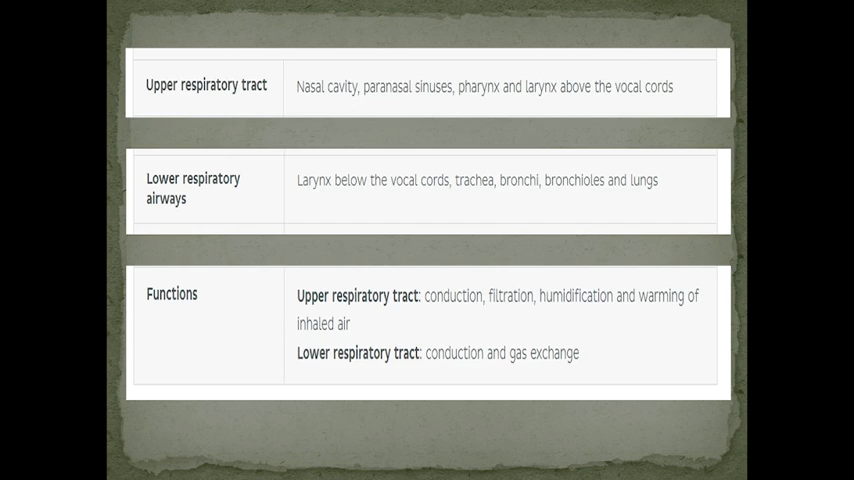 Upper respiratory tract
Nasal cavity, paranasal sinuses, pharynx and larynx above the vocal cords
Lower respiratory
airways
Larynx below the vocal cords, trachea, bronchi, bronchioles and lungs
Functions
Upper respiratory tract: conduction, filtration, humidification and warming of
inhaled air
Lower respiratory tract: conduction and gas exchange